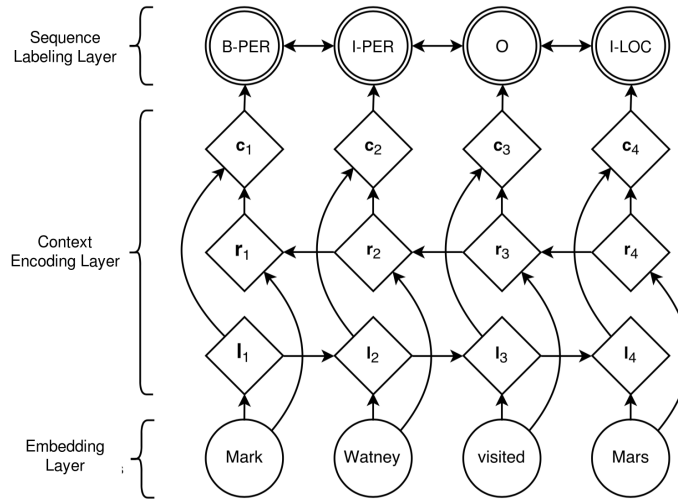 Sequence
Labeling Layer
B-PER
I-PER
O
I-LOC
c1
c2
c3
c4
Context
Encoding Layer
r1
r2
r3
r4
l1
l2
l3
l4
Embedding
Layer
Mark
Watney
visited
Mars